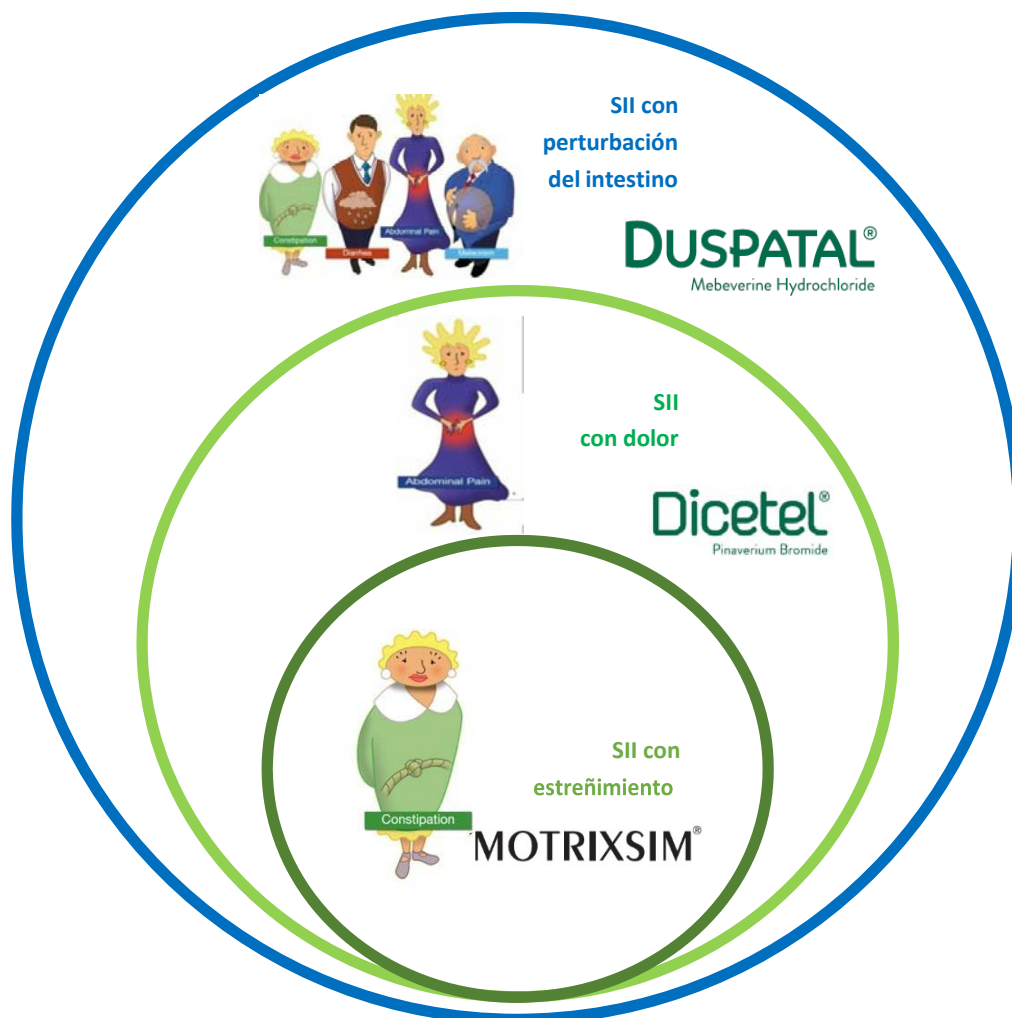 SII con
perturbación
del intestino
Constipation
Diarrhea
Abdominal Pain
Meteorism
DUSPATAL®
Mebeverine Hydrochloride
SII
con dolor
Abdominal Pain
Dicetel®
Pinaverium Bromide
SII con
estreñimiento
Constipation
MOTRIXSIM®